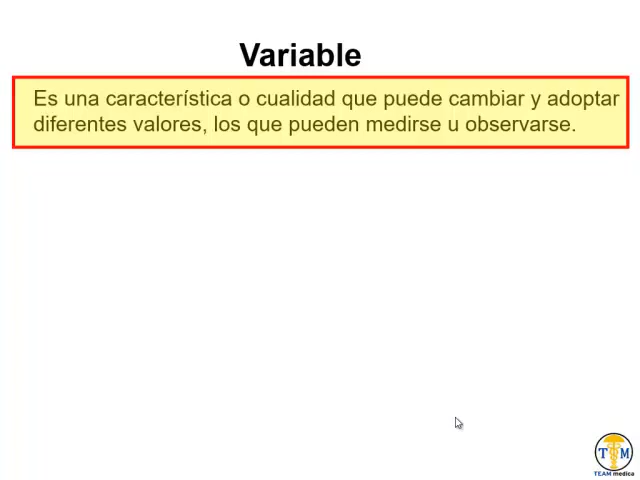 Variable
Es una característica o cualidad que puede cambiar y adoptar
diferentes valores, los que pueden medirse u observarse.
T M
TEAM medica